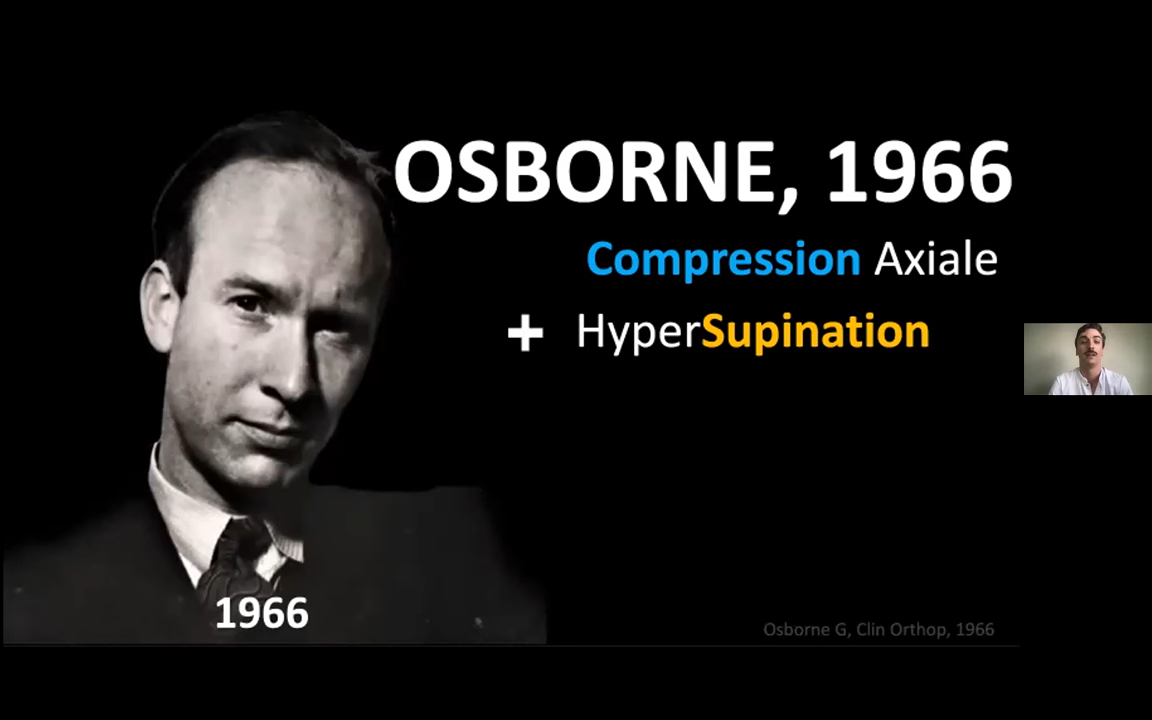 OSBORNE, 1966
Compression Axiale
+ HyperSupination
1966
Osborne G, Clin Orthop, 1966